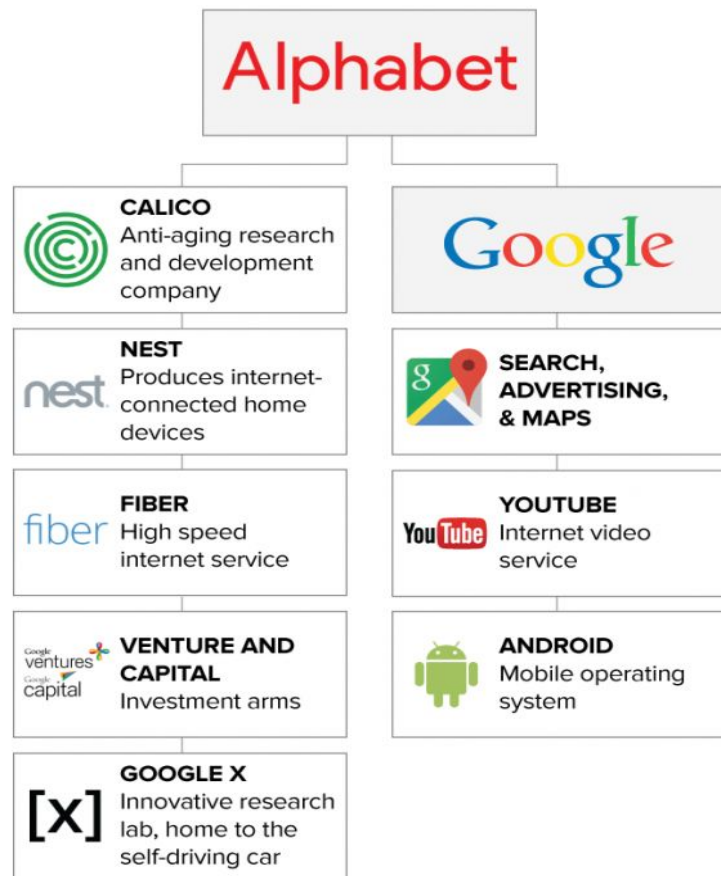 Alphabet
CALICO
Anti-aging research
and development
company
nest
NEST
Produces internet-
connected home
devices
fiber
FIBER
High speed
internet service
Google
ventures
Google
capital
VENTURE AND
CAPITAL
Investment arms
[x]
GOOGLE X
Innovative research
lab, home to the
self-driving car
Google
g
SEARCH,
ADVERTISING,
& MAPS
YouTube
YOUTUBE
Internet video
service
ANDROID
Mobile operating
system